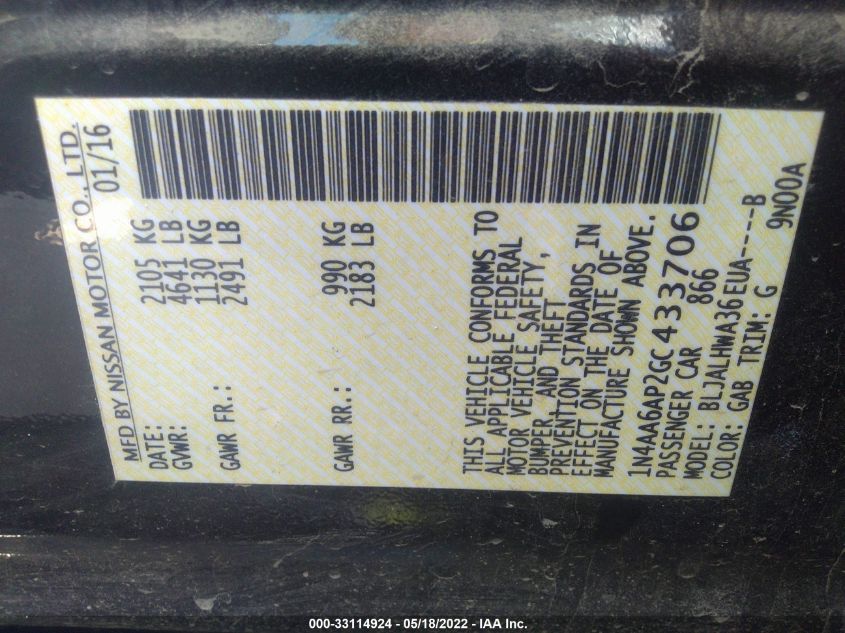 MFD BY NISSAN MOTOR CO., LTD.
DATE: 01/16
GVWR: 2105 KG
4641 LB
GAWR FR.: 1130 KG
2491 LB
GAWR RR.: 990 KG
2183 LB
THIS VEHICLE CONFORMS TO
ALL APPLICABLE FEDERAL
MOTOR VEHICLE SAFETY,
BUMPER, AND THEFT
PREVENTION STANDARDS IN
EFFECT ON THE DATE OF
MANUFACTURE SHOWN ABOVE.
1N4AA6AP2GC433706
PASSENGER CAR 866
MODEL: BLJALHWA36EUA----B
COLOR: GAB TRIM: G 9N00A
000-33114924 - 05/18/2022 - IAA Inc.